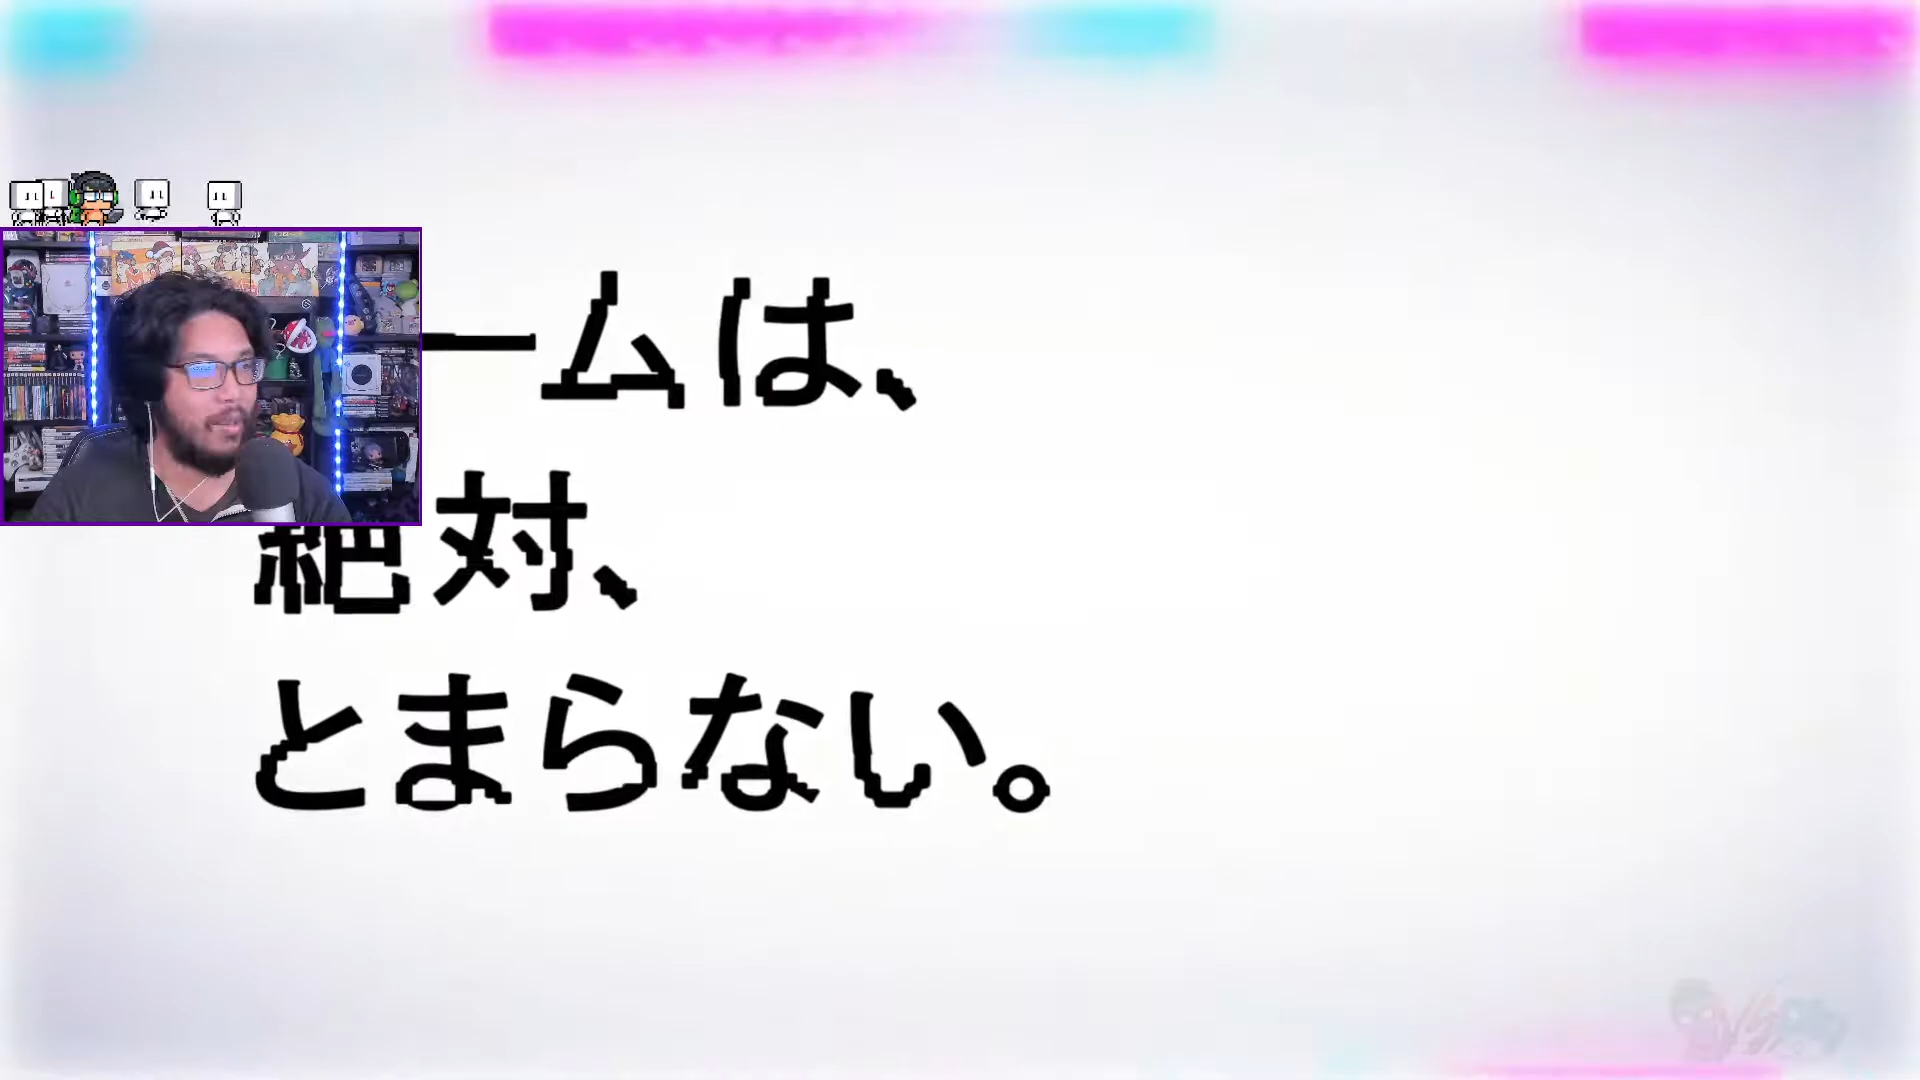 ームは、
絶対、
とまらない。